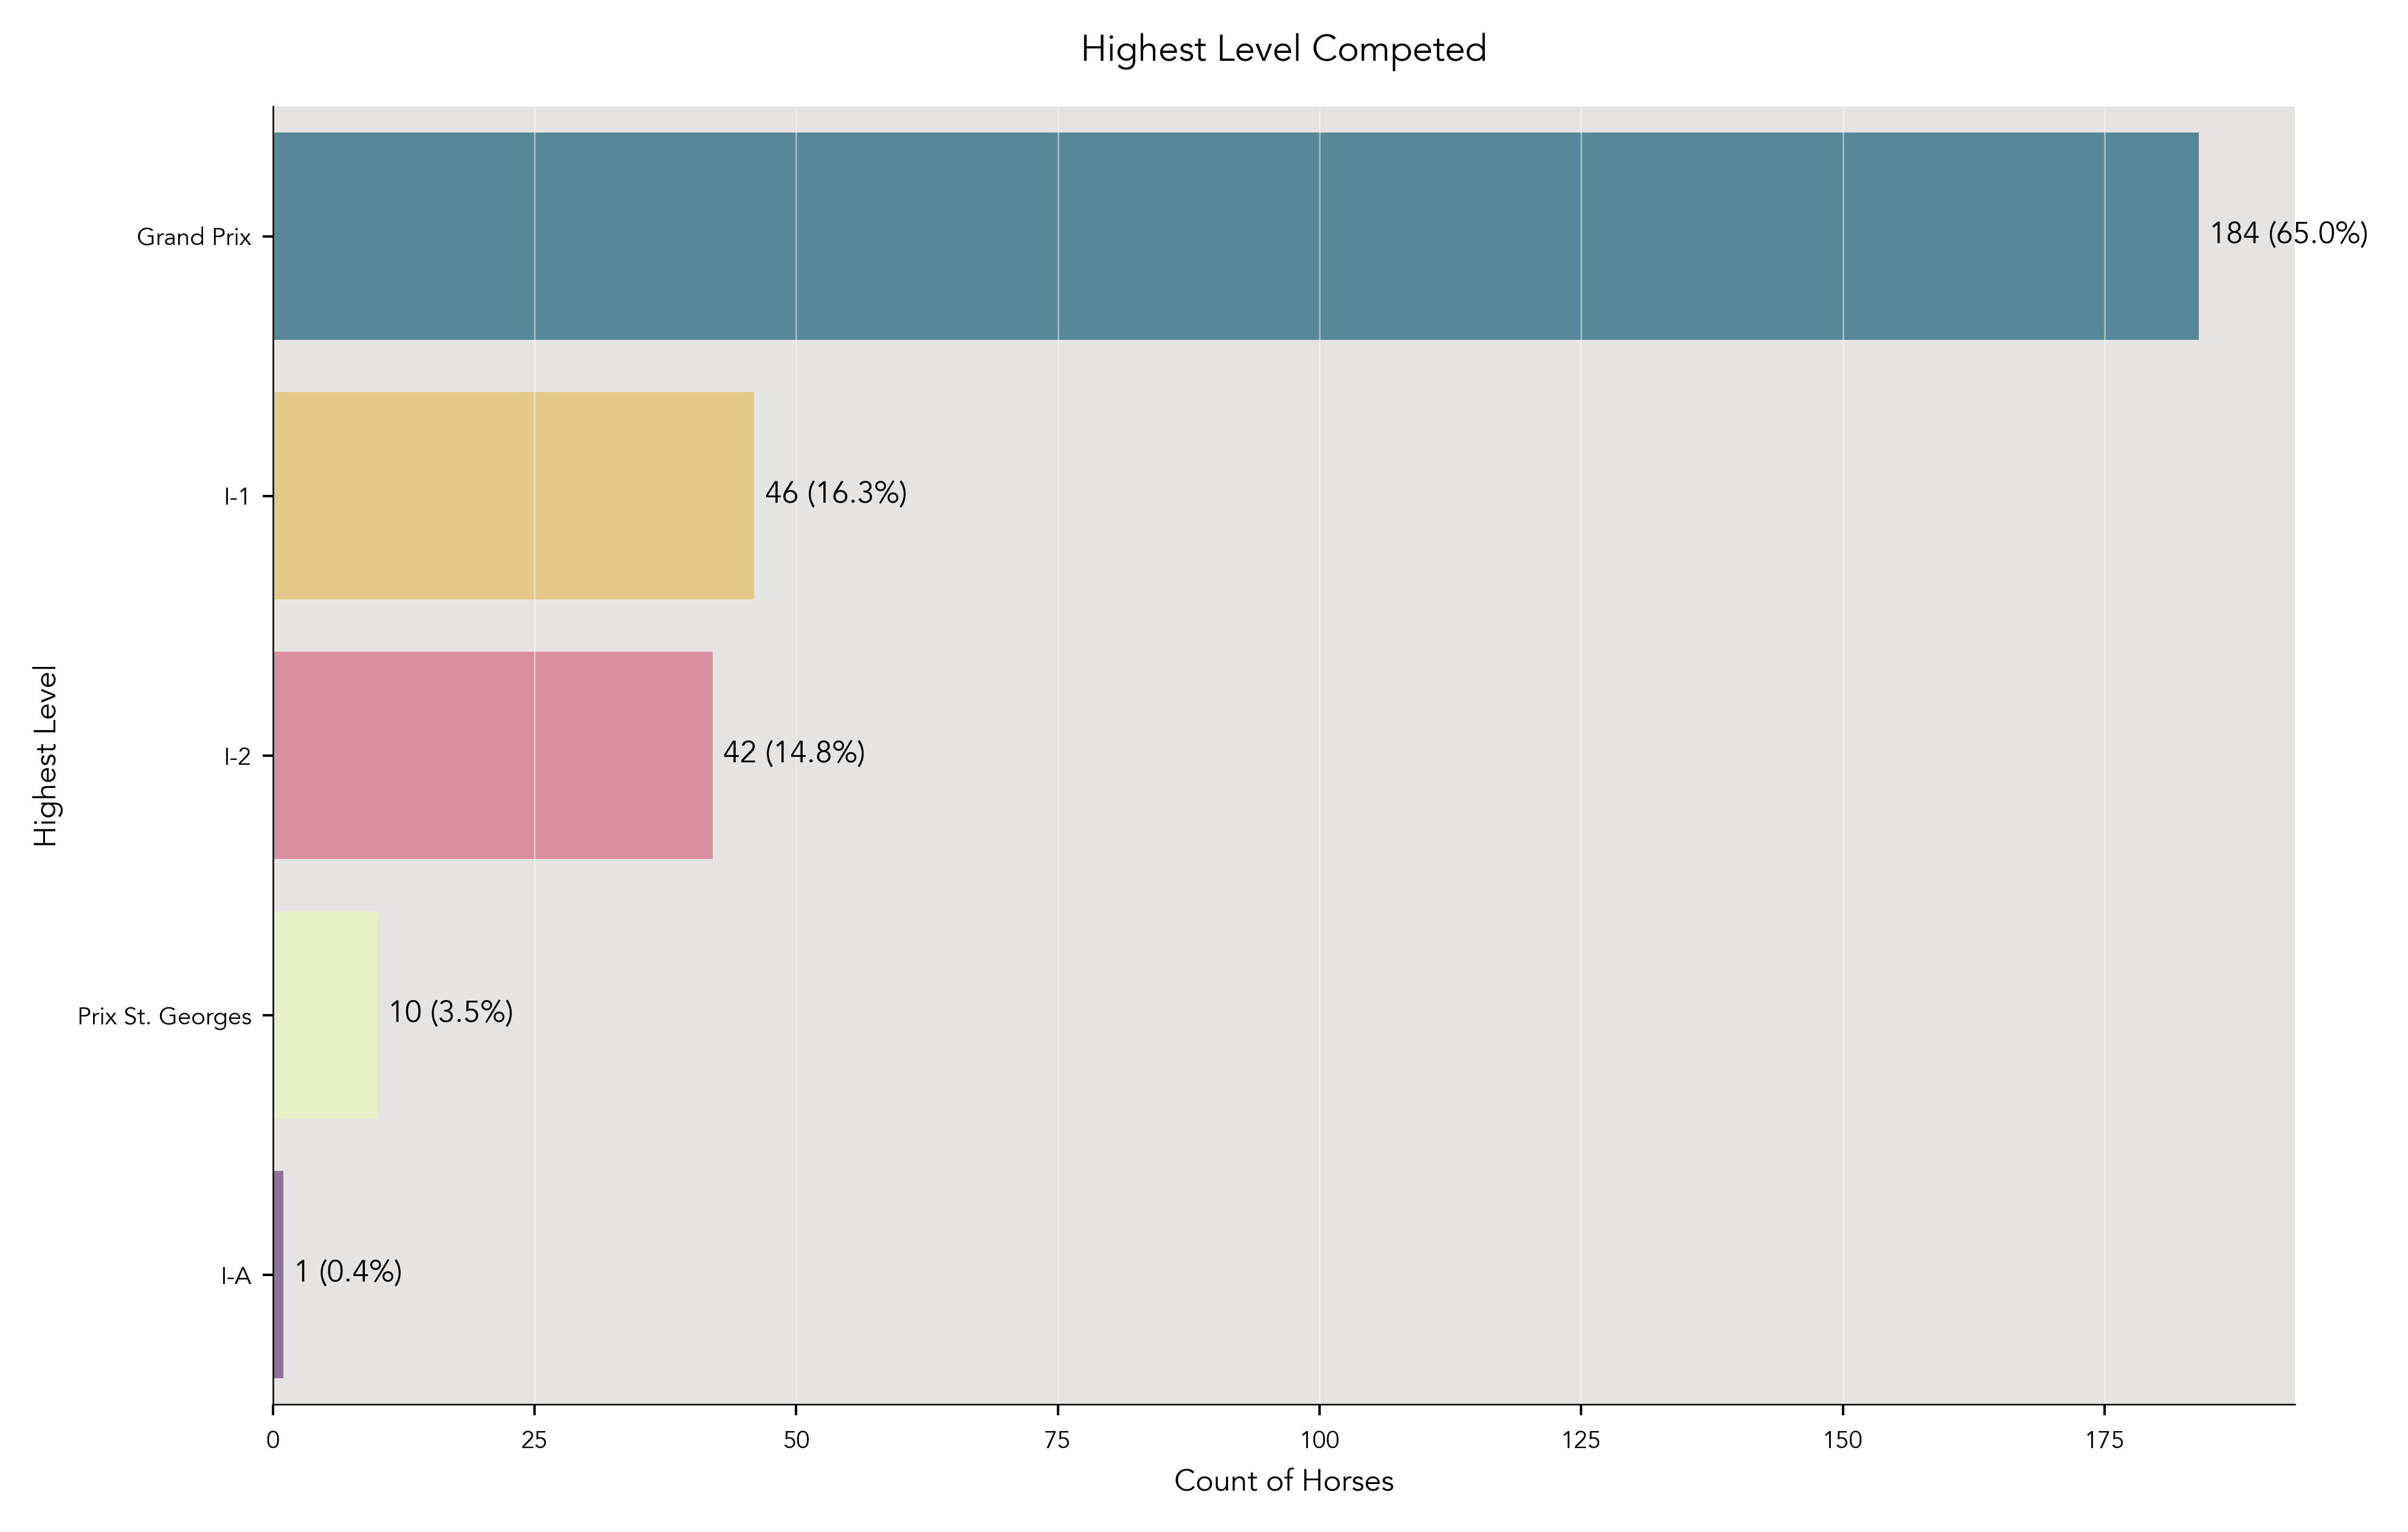 Highest Level Competed
Highest Level
Grand Prix
184 (65.0%)
I-1
46 (16.3%)
I-2
42 (14.8%)
Prix St. Georges
10 (3.5%)
I-A
1 (0.4%)
0 25 50 75 100 125 150 175
Count of Horses